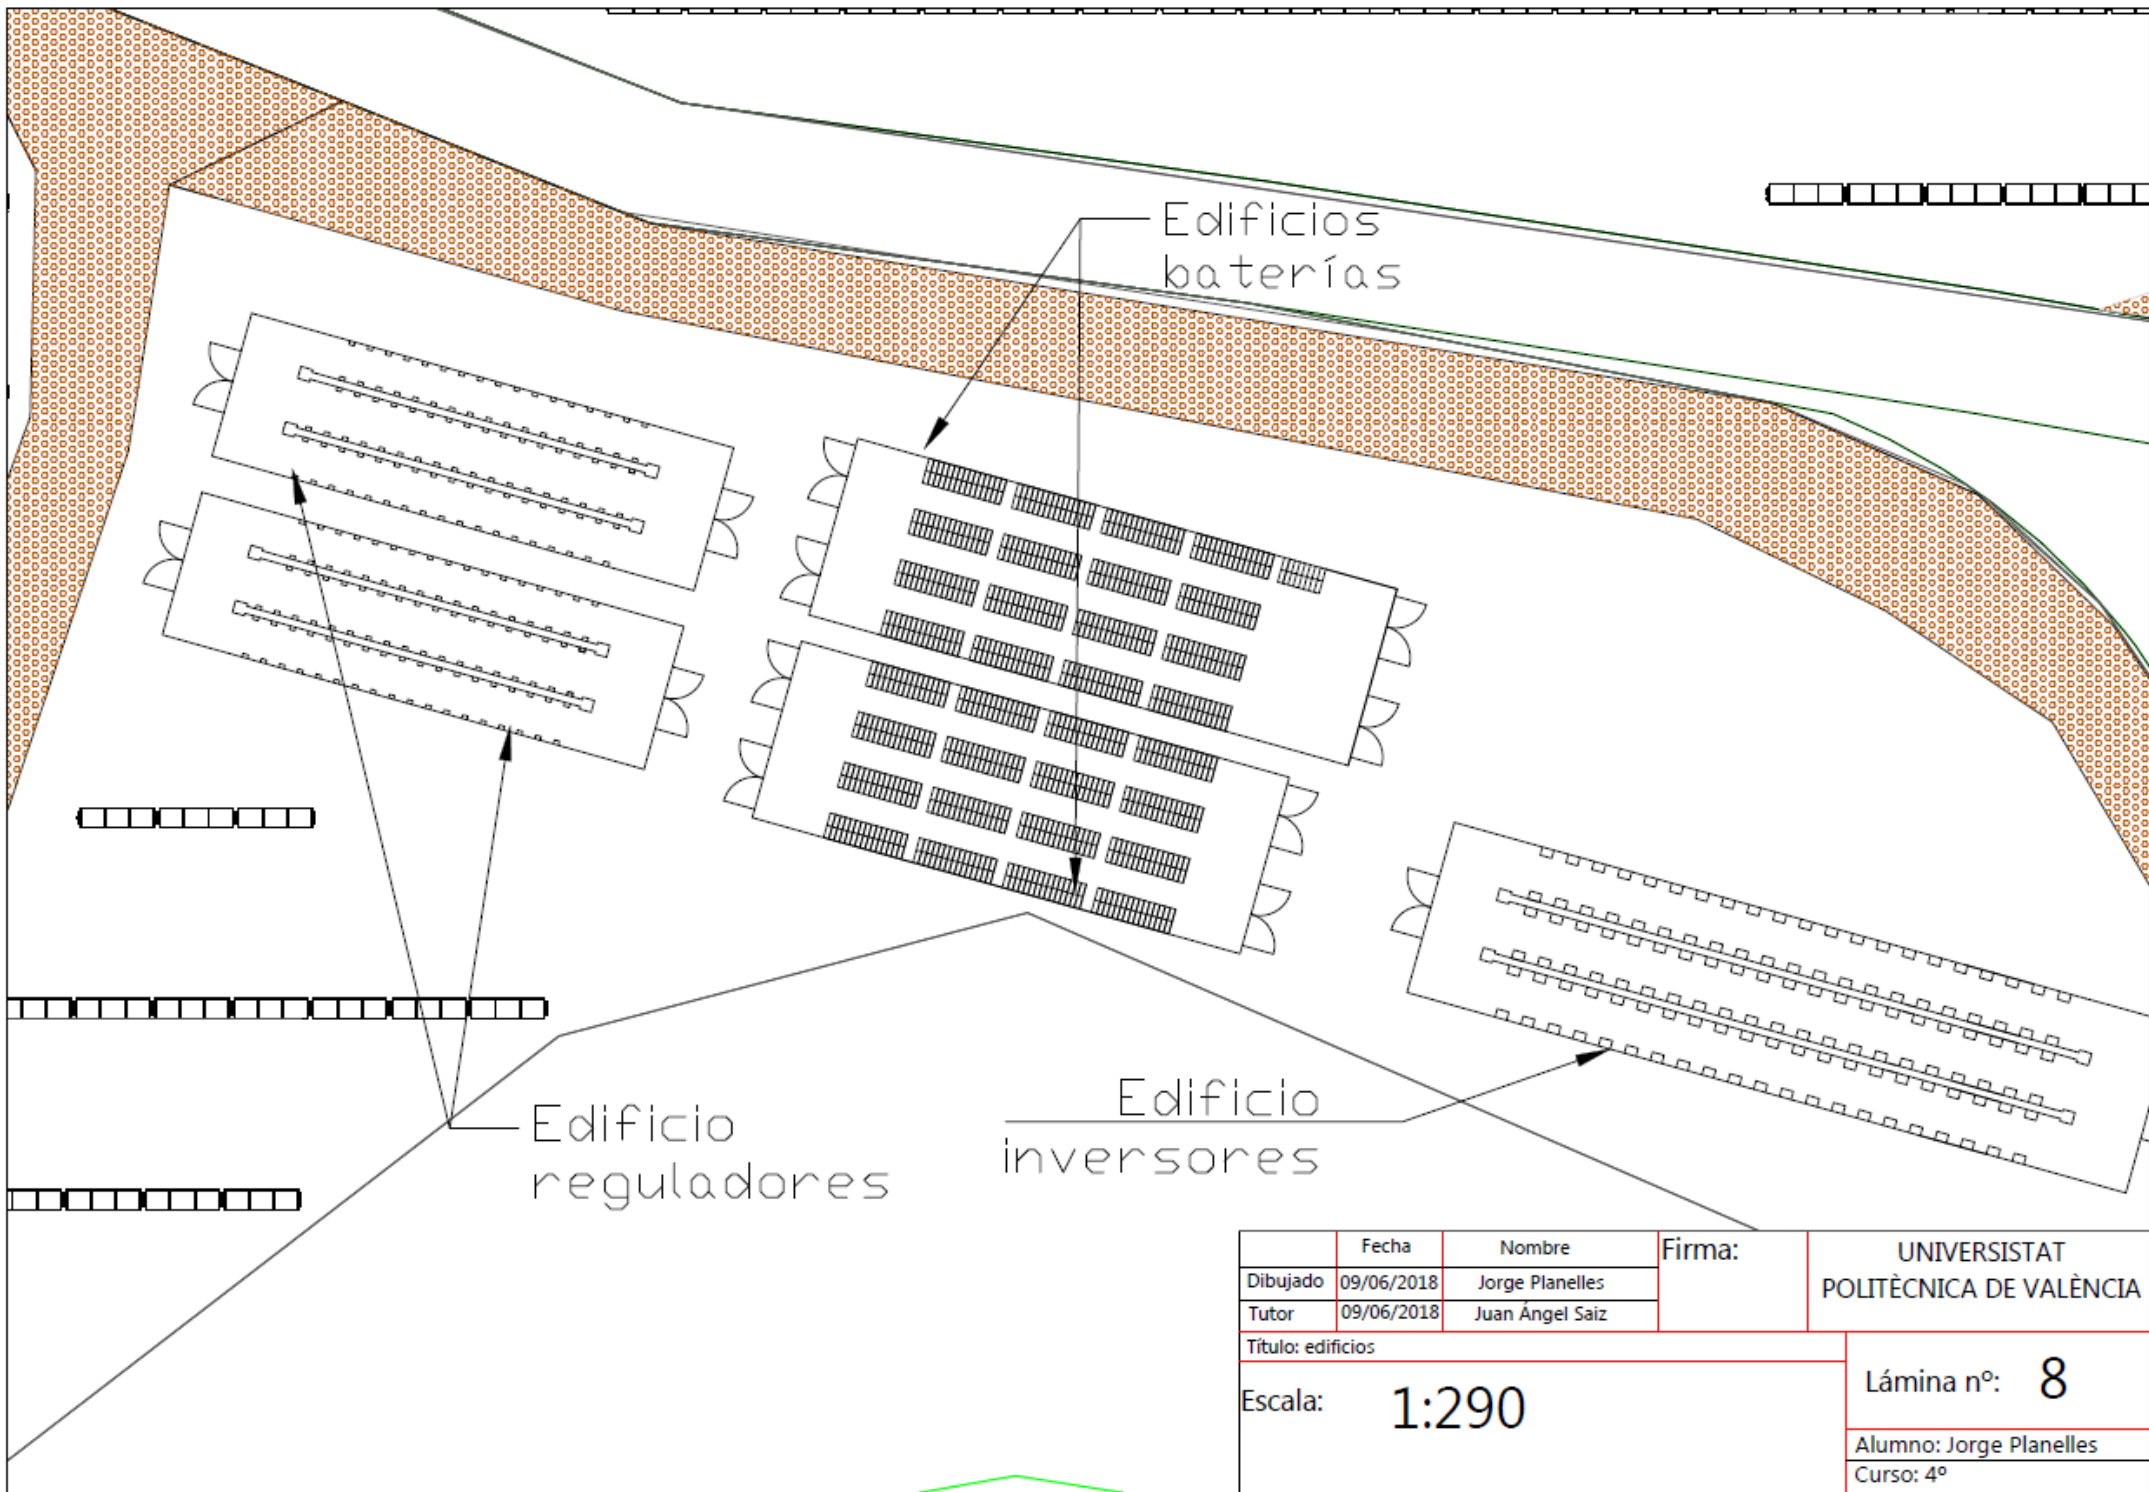 Edificios
baterías
Edificio
reguladores
Edificio
inversores
Fecha
Nombre
Firma:
UNIVERSISTAT
POLITÈCNICA DE VALÈNCIA
Dibujado
09/06/2018
Jorge Planelles
Tutor
09/06/2018
Juan Ángel Saiz
Título: edificios
Escala:
1:290
Lámina nº:
8
Alumno: Jorge Planelles
Curso: 4º